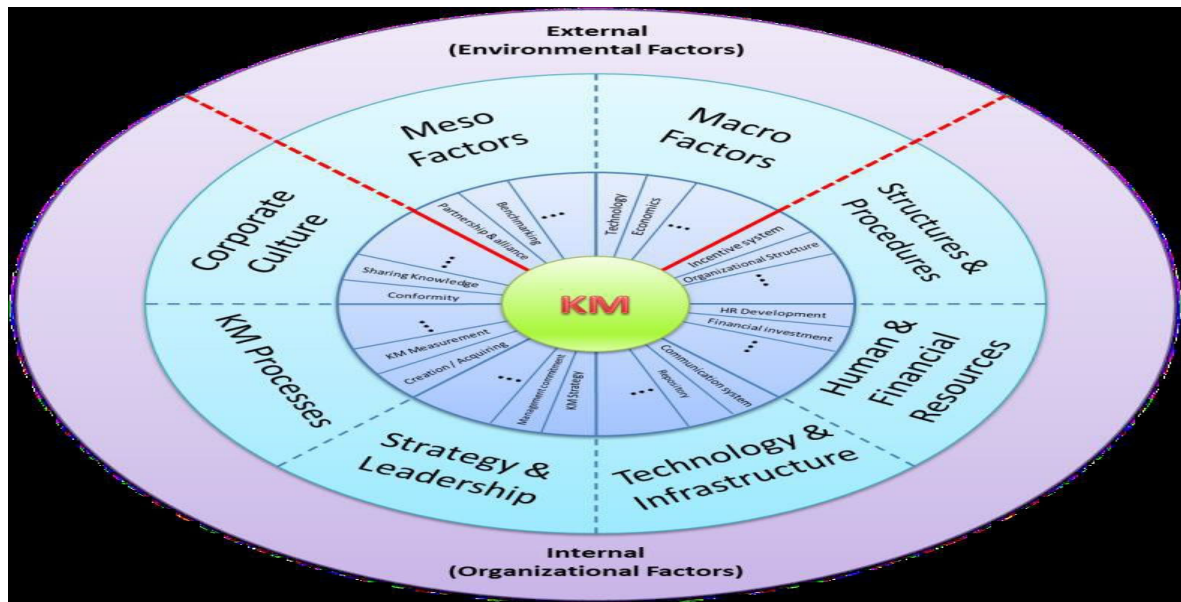 External
(Environmental Factors)
Meso
Factors
Macro
Factors
Corporate
Culture
Structures &
Procedures
Partnership & alliance
Benchmarking
...
Technology
Economics
...
Incentive system
Organizational Structure
...
...
Sharing Knowledge
Conformity
KM
HR Development
Financial investment
...
...
KM Measurement
Creation / Acquiring
...
Management commitment
KM Strategy
...
Repository
Communication system
KM Processes
Human &
Financial
Resources
Strategy &
Leadership
Technology &
Infrastructure
Internal
(Organizational Factors)